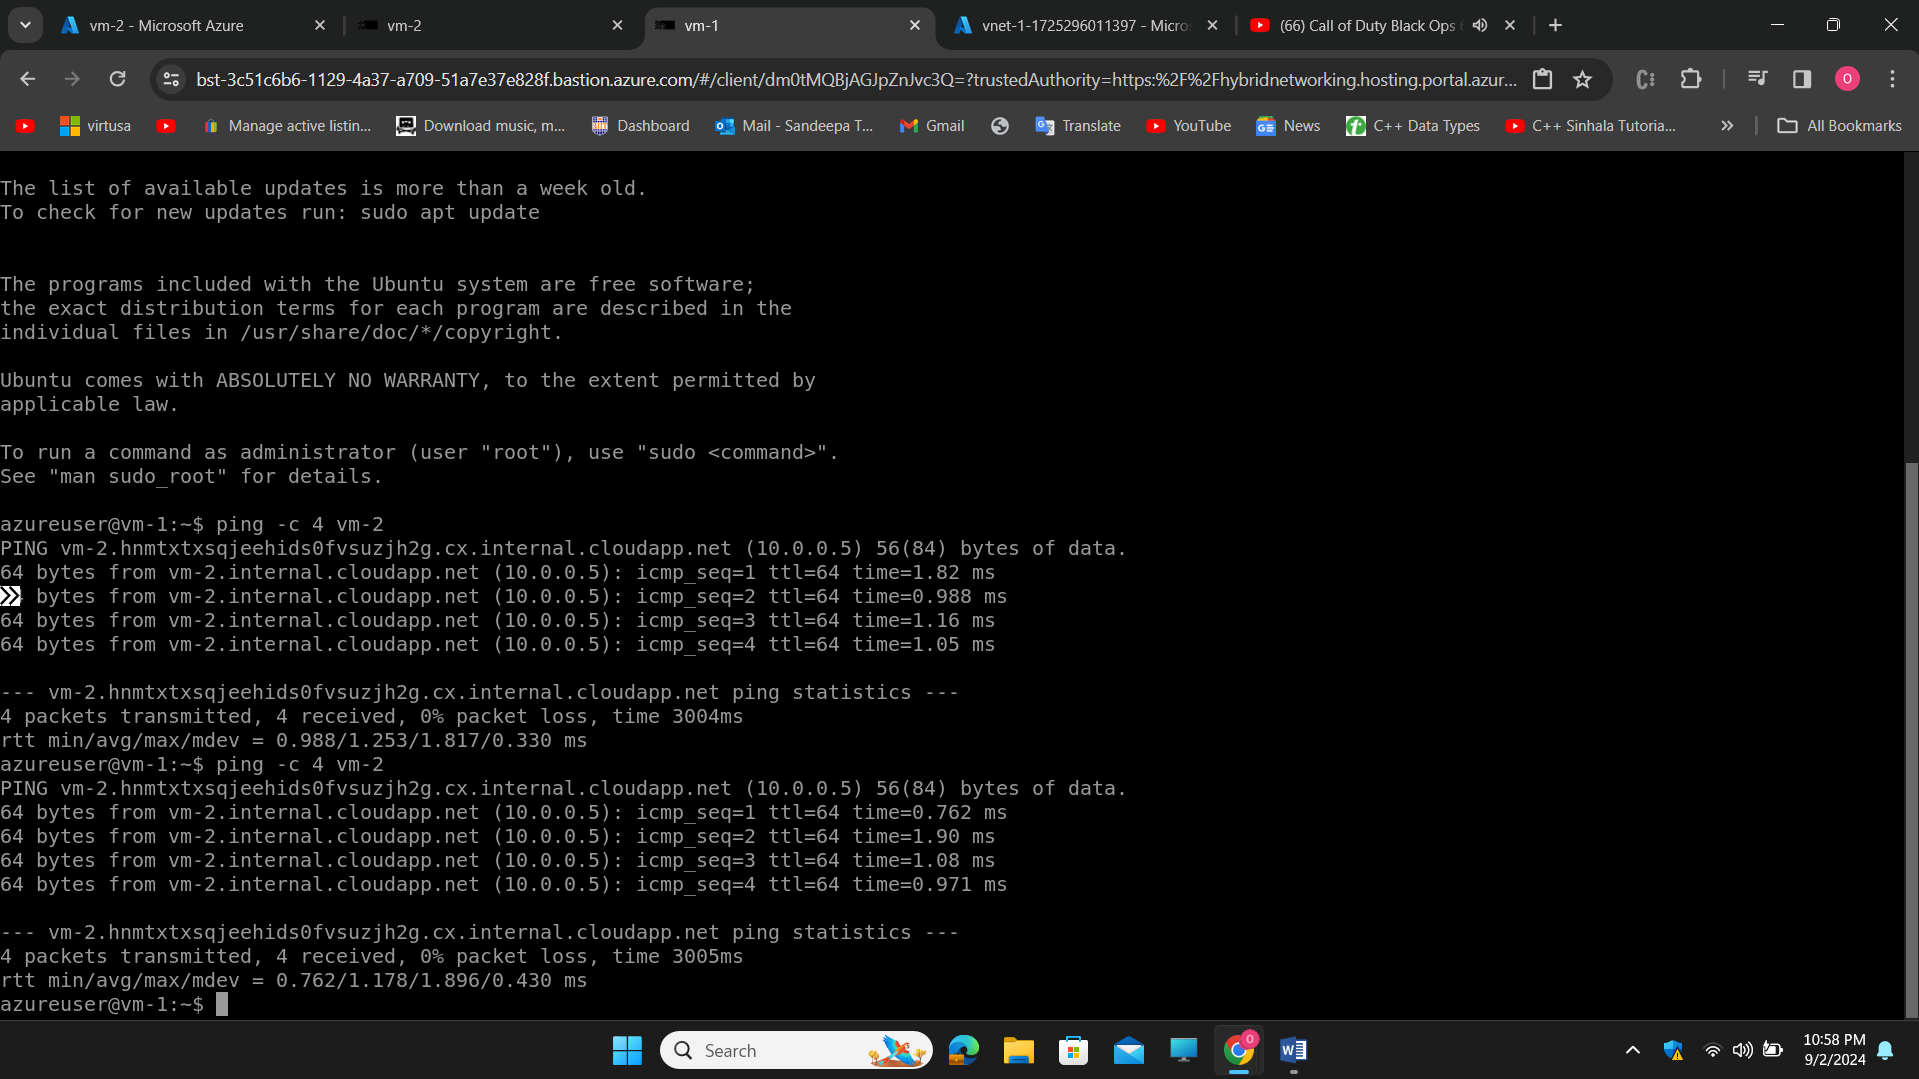 vm-2 - Microsoft Azure
vm-2
vm-1
vnet-1-1725296011397 - Micros
(66) Call of Duty Black Ops
bst-3c51c6b6-1129-4a37-a709-51a7e37e828f.bastion.azure.com/#/client/dm0tMQBjAGJpZnJvc3Q=?trustedAuthority=https:%2F%2Fhybridnetworking.hosting.portal.azur...
O
virtusa
Manage active listin...
Download music, m...
Dashboard
Mail - Sandeepa T...
Gmail
Translate
YouTube
News
C++ Data Types
C++ Sinhala Tutoria...
All Bookmarks
The list of available updates is more than a week old.
To check for new updates run: sudo apt update
The programs included with the Ubuntu system are free software;
the exact distribution terms for each program are described in the
individual files in /usr/share/doc/*/copyright.
Ubuntu comes with ABSOLUTELY NO WARRANTY, to the extent permitted by
applicable law.
To run a command as administrator (user "root"), use "sudo <command>".
See "man sudo_root" for details.
azureuser@vm-1:~$ ping -c 4 vm-2
PING vm-2.hnmtxtxsqjeehids0fvsuzjh2g.cx.internal.cloudapp.net (10.0.0.5) 56(84) bytes of data.
64 bytes from vm-2.internal.cloudapp.net (10.0.0.5): icmp_seq=1 ttl=64 time=1.82 ms
bytes from vm-2.internal.cloudapp.net (10.0.0.5): icmp_seq=2 ttl=64 time=0.988 ms
64 bytes from vm-2.internal.cloudapp.net (10.0.0.5): icmp_seq=3 ttl=64 time=1.16 ms
64 bytes from vm-2.internal.cloudapp.net (10.0.0.5): icmp_seq=4 ttl=64 time=1.05 ms
--- vm-2.hnmtxtxsqjeehids0fvsuzjh2g.cx.internal.cloudapp.net ping statistics ---
4 packets transmitted, 4 received, 0% packet loss, time 3004ms
rtt min/avg/max/mdev = 0.988/1.253/1.817/0.330 ms
azureuser@vm-1:~$ ping -c 4 vm-2
PING vm-2.hnmtxtxsqjeehids0fvsuzjh2g.cx.internal.cloudapp.net (10.0.0.5) 56(84) bytes of data.
64 bytes from vm-2.internal.cloudapp.net (10.0.0.5): icmp_seq=1 ttl=64 time=0.762 ms
64 bytes from vm-2.internal.cloudapp.net (10.0.0.5): icmp_seq=2 ttl=64 time=1.90 ms
64 bytes from vm-2.internal.cloudapp.net (10.0.0.5): icmp_seq=3 ttl=64 time=1.08 ms
64 bytes from vm-2.internal.cloudapp.net (10.0.0.5): icmp_seq=4 ttl=64 time=0.971 ms
--- vm-2.hnmtxtxsqjeehids0fvsuzjh2g.cx.internal.cloudapp.net ping statistics ---
4 packets transmitted, 4 received, 0% packet loss, time 3005ms
rtt min/avg/max/mdev = 0.762/1.178/1.896/0.430 ms
azureuser@vm-1:~$
Search
10:58 PM
9/2/2024